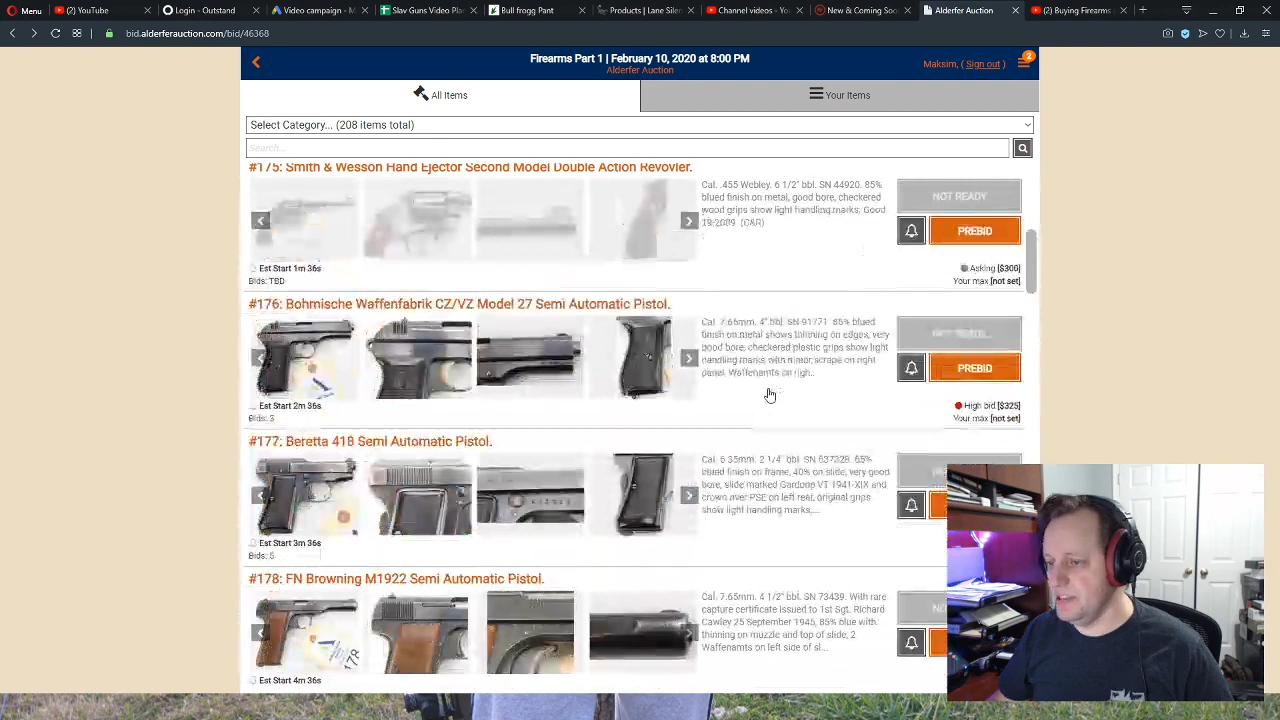 Menu
(2) YouTube
Login - Outstand
Video campaign - M
Slav Guns Video Plan
Bull frogg Pant
Products | Lane Silen
Channel videos - You
New & Coming Soo
Alderfer Auction
(2) Buying Firearms
bid.alderferauction.com/bid/46368
Firearms Part 1 | February 10, 2020 at 8:00 PM
Alderfer Auction
Maksim, ( Sign out )
2
All Items
Your Items
Select Category... (208 items total)
Search...
#175: Smith & Wesson Hand Ejector Second Model Double Action Revovler.
Cal. .455 Webley. 6 1/2" bbl. SN 44920. 85%
blued finish on metal, good bore, checkered
wood grips show light handling marks, Good
(C&R)
NOT READY
PREBID
Est Start 1m 36s
Bids: TBD
Asking [$300]
Your max [not set]
#176: Bohmische Waffenfabrik CZ/VZ Model 27 Semi Automatic Pistol.
Cal. 7.65mm. 4" bbl. SN 91771 85% blued
finish on metal shows thinning on edges, very
good bore, checkered plastic grips show light
handling marks with minor scrape on right
panel. Waffenamts on righ..
PREBID
Est Start 2m 36s
Bids: 3
High bid [$325]
Your max [not set]
#177: Beretta 418 Semi Automatic Pistol.
Cal. 6.35mm. 2 1/4" bbl. SN 637328. 65%
blued finish on frame, 40% on slide, very good
bore, slide marked Gardone VT 1941-XIX and
crown over PSE on left rear, original grips
show light handling marks,...
Est Start 3m 36s
Bids: 5
#178: FN Browning M1922 Semi Automatic Pistol.
Cal. 7.65mm. 4 1/2" bbl. SN 73439. With rare
capture certificate issued to 1st Sgt. Richard
Cawley 25 September 1945, 85% blue with
thinning on muzzle and top of slide, 2
Waffenamts on left side of sl...
Est Start 4m 36s